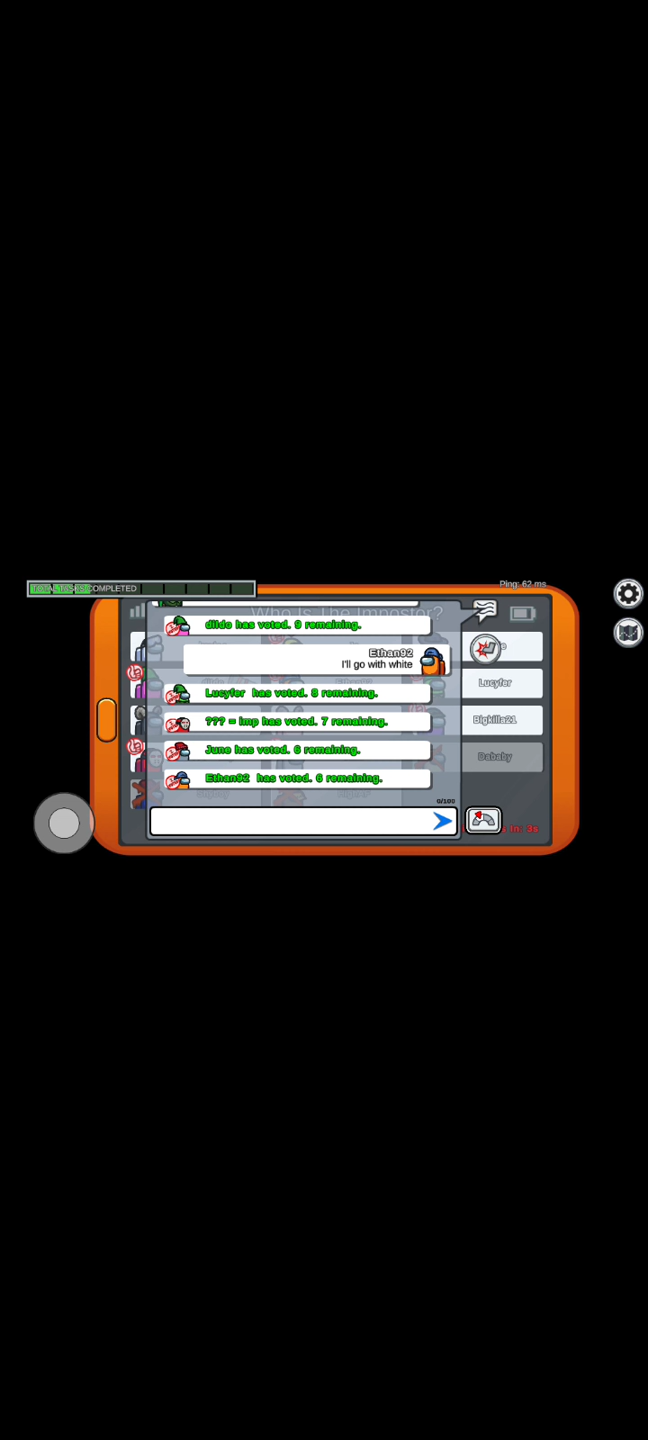 COMPLETED
Ping: 62 ms
Who Is The Impostor?
dildo has voted. 9 remaining.
Ethan92
I'll go with white
Lucyfer has voted. 8 remaining.
??? = imp has voted. 7 remaining.
June has voted. 6 remaining.
Ethan92 has voted. 6 remaining.
Lucyfer
Bigkilla21
Dababy
0/100
In: 3s